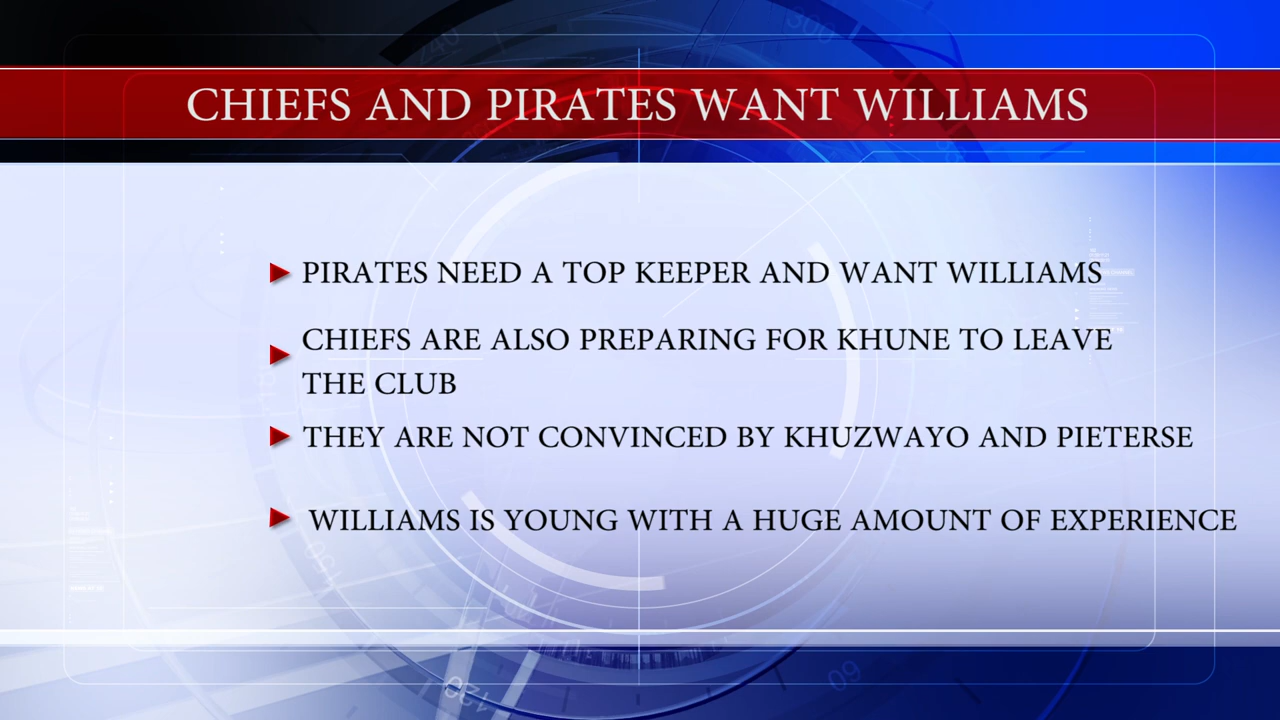 CHIEFS AND PIRATES WANT WILLIAMS
PIRATES NEED A TOP KEEPER AND WANT WILLIAMS
CHIEFS ARE ALSO PREPARING FOR KHUNE TO LEAVE
THE CLUB
THEY ARE NOT CONVINCED BY KHUZWAYO AND PIETERSE
WILLIAMS IS YOUNG WITH A HUGE AMOUNT OF EXPERIENCE